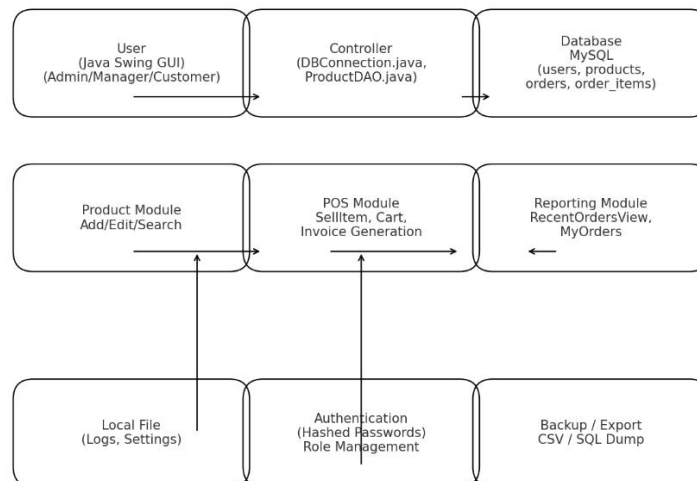 User
(Java Swing GUI)
(Admin/Manager/Customer)
Controller
(DBConnection.java,
ProductDAO.java)
Database
MySQL
(users, products,
orders, order_items)
Product Module
Add/Edit/Search
POS Module
SellItem, Cart,
Invoice Generation
Reporting Module
RecentOrdersView,
MyOrders
Local File
(Logs, Settings)
Authentication
(Hashed Passwords)
Role Management
Backup / Export
CSV / SQL Dump